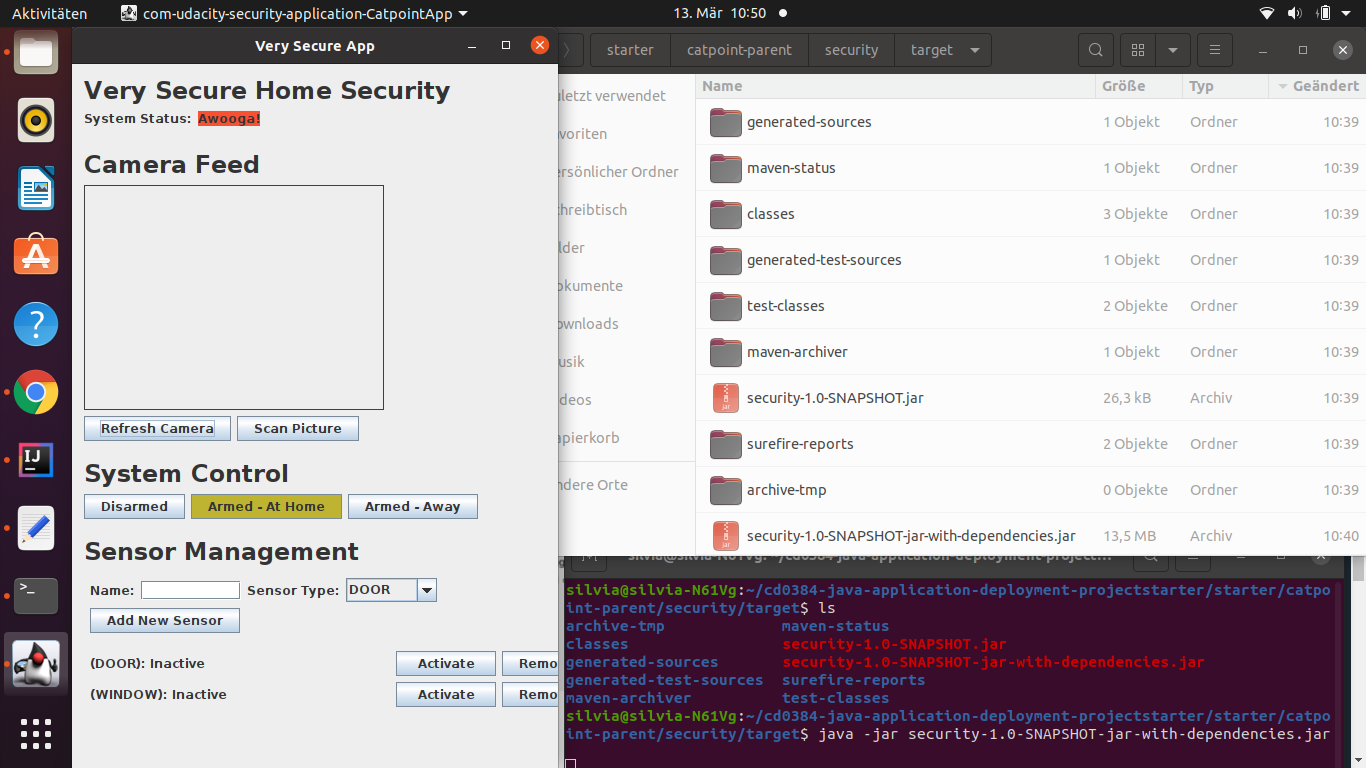 Aktivitäten
com-udacity-security-application-CatpointApp
13. Mär 10:50
Very Secure App
Very Secure Home Security
System Status: Awooga!
Camera Feed
Refresh Camera
Scan Picture
System Control
Disarmed
Armed - At Home
Armed - Away
Sensor Management
Name:
Sensor Type: DOOR
Add New Sensor
(DOOR): Inactive Activate Remo
(WINDOW): Inactive Activate Remo
starter
catpoint-parent
security
target
uletzt verwendet
avoriten
ersönlicher Ordner
chreibtisch
lder
okumente
ownloads
usik
deos
apierkorb
ndere Orte
Name Größe Typ Geändert
generated-sources 1 Objekt Ordner 10:39
maven-status 1 Objekt Ordner 10:39
classes 3 Objekte Ordner 10:39
generated-test-sources 1 Objekt Ordner 10:39
test-classes 2 Objekte Ordner 10:39
maven-archiver 1 Objekt Ordner 10:39
jar
security-1.0-SNAPSHOT.jar 26,3 kB Archiv 10:39
surefire-reports 2 Objekte Ordner 10:39
archive-tmp 0 Objekte Ordner 10:39
jar
security-1.0-SNAPSHOT-jar-with-dependencies.jar 13,5 MB Archiv 10:40
silvia@silvia-N61Vg: ~/cd0384-java-application-deployment-project...
silvia@silvia-N61Vg:~/cd0384-java-application-deployment-projectstarter/starter/catpo
int-parent/security/target$ ls
archive-tmp maven-status
classes security-1.0-SNAPSHOT.jar
generated-sources security-1.0-SNAPSHOT-jar-with-dependencies.jar
generated-test-sources surefire-reports
maven-archiver test-classes
silvia@silvia-N61Vg:~/cd0384-java-application-deployment-projectstarter/starter/catpo
int-parent/security/target$ java -jar security-1.0-SNAPSHOT-jar-with-dependencies.jar
IJ